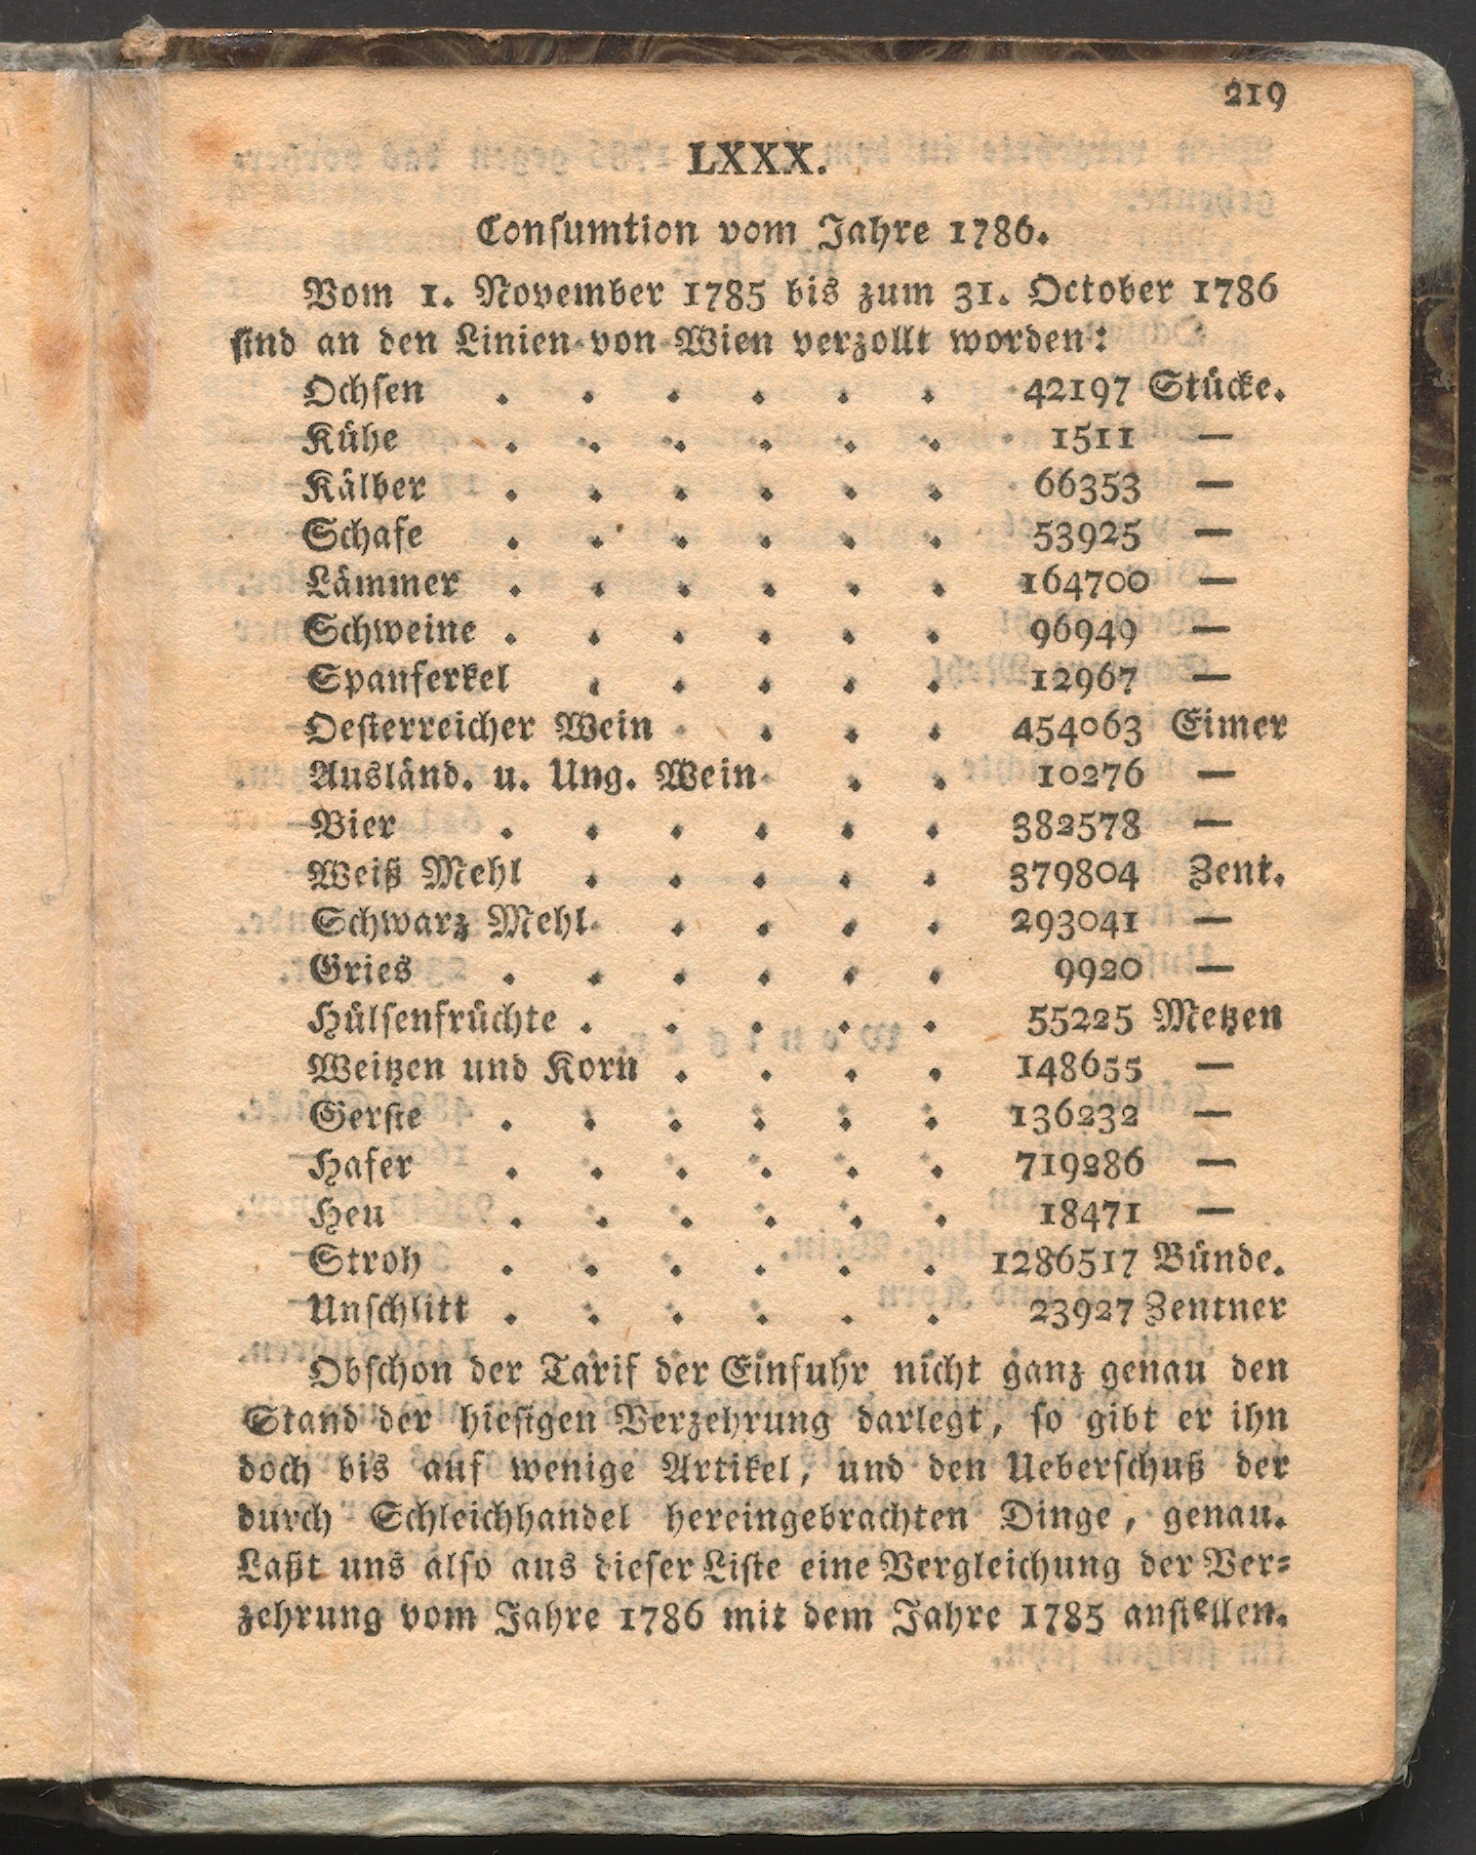 219
LXXX.
Conſumtion vom Jahre 1786.
Vom 1. November 1785 bis zum 31. October 1786
ſind an den Linien von Wien verzollt worden:
Ochſen . . . . . . 42197 Stücke.
Kühe . . . . . . 1511 —
Kälber . . . . . . 66353 —
Schafe . . . . . . 53925 —
Lämmer . . . . . . 164700 —
Schweine . . . . . . 96949 —
Spanferkel . . . . . 12967 —
Oeſterreicher Wein . . . 454063 Eimer
Ausländ. u. Ung. Wein . . 10276 —
Bier . . . . . . 382578 —
Weiß Mehl . . . . . 379804 Zent.
Schwarz Mehl . . . . 293041 —
Gries . . . . . . 9920 —
Hülſenfrüchte . . . . . 55225 Metzen
Weitzen und Korn . . . . 148655 —
Gerſte . . . . . . 136232 —
Hafer . . . . . . 719286 —
Heu . . . . . . 18471 —
Stroh . . . . . . 1286517 Bünde.
Unſchlitt . . . . . . 23927 Zentner
Obſchon der Tarif der Einfuhr nicht ganz genau den
Stand der hieſigen Verzehrung darlegt, ſo gibt er ihn
doch bis auf wenige Artikel, und den Ueberſchuß der
durch Schleichhandel hereingebrachten Dinge, genau.
Laßt uns alſo aus dieſer Liſte eine Vergleichung der Ver⸗
zehrung vom Jahre 1786 mit dem Jahre 1785 anſtellen.